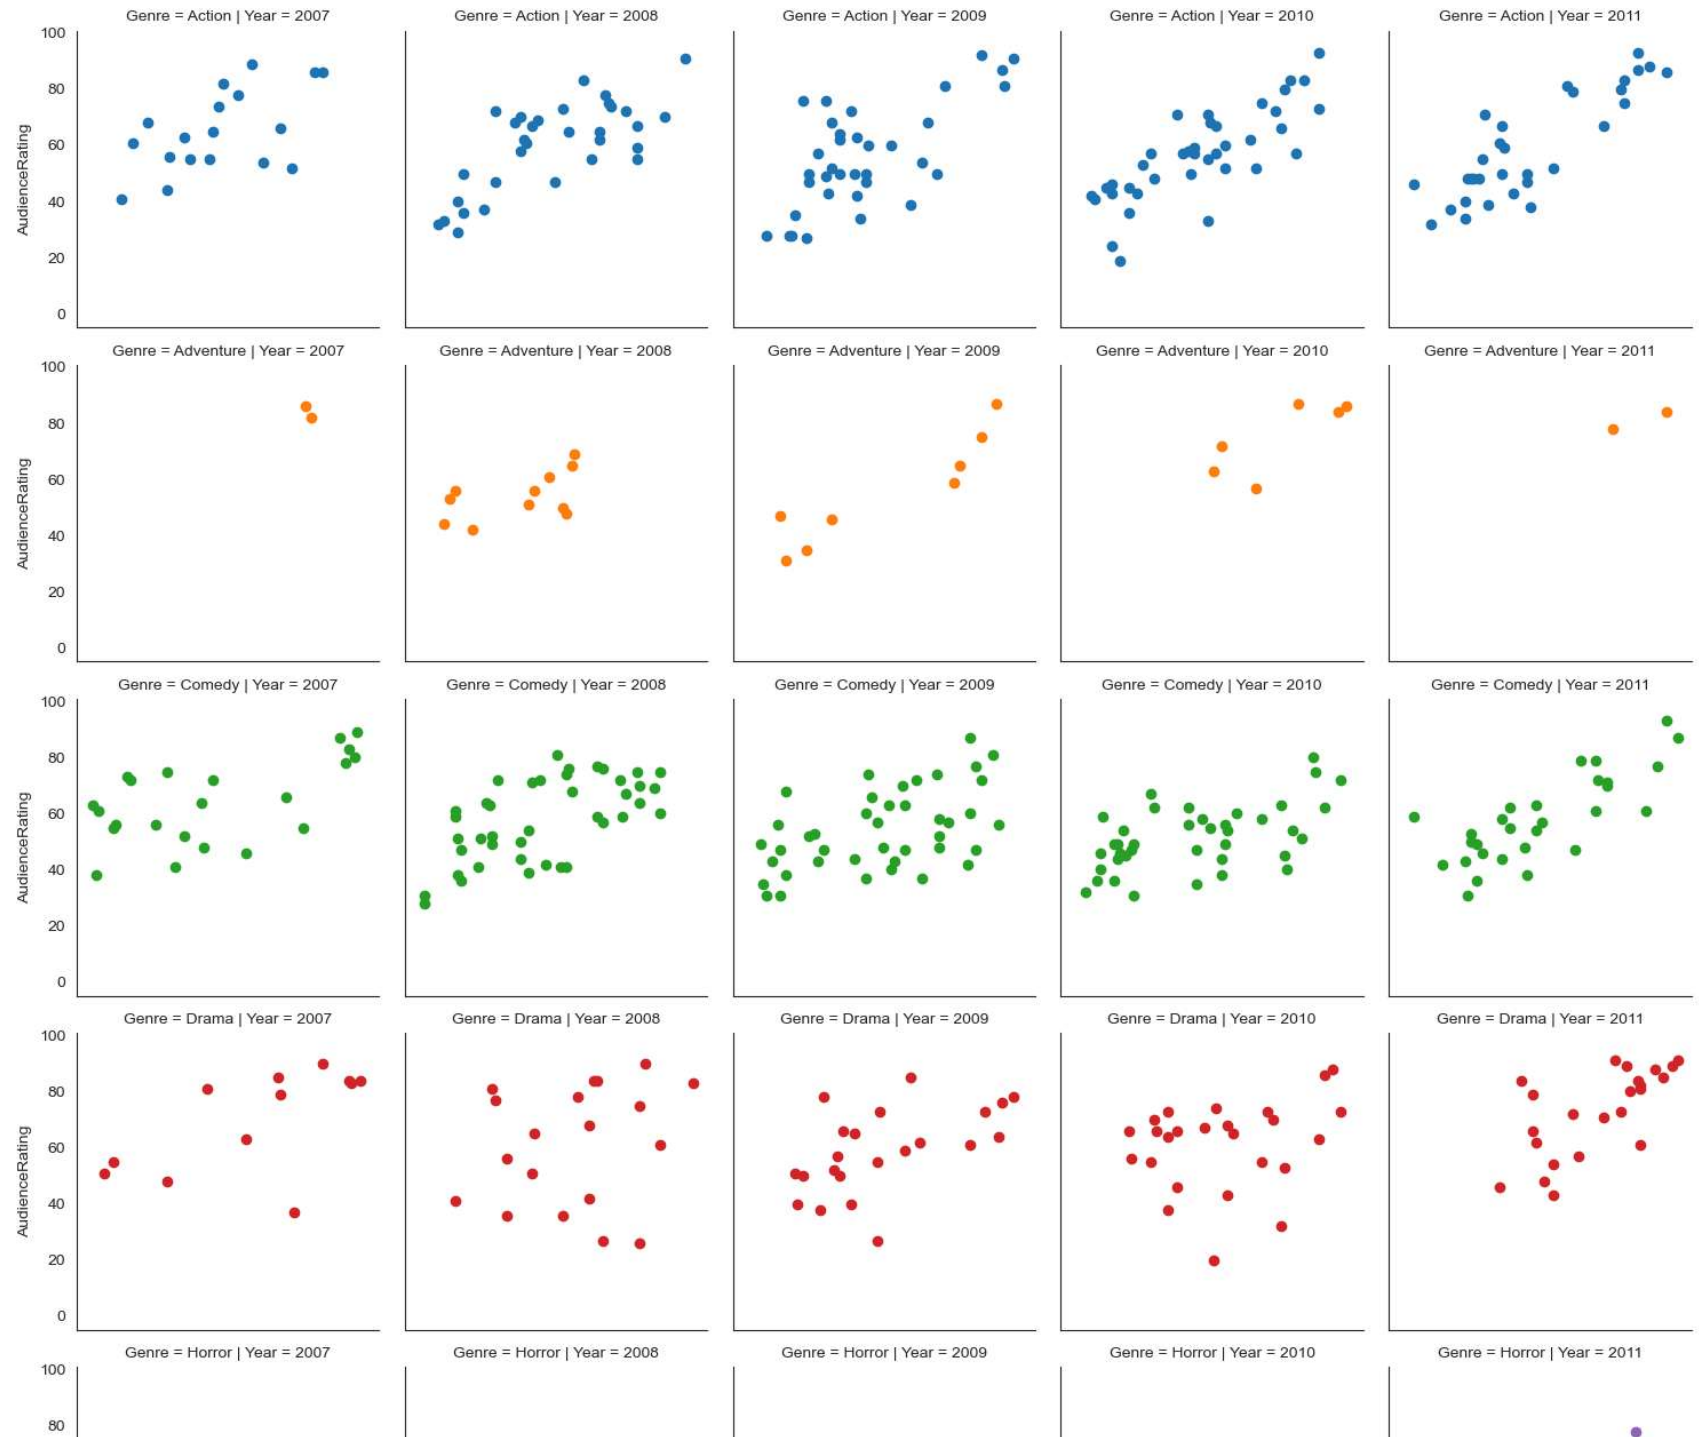 Genre = Action | Year = 2007 Genre = Action | Year = 2008 Genre = Action | Year = 2009 Genre = Action | Year = 2010 Genre = Action | Year = 2011
100
80
60
40
20
0
AudienceRating
Genre = Adventure | Year = 2007 Genre = Adventure | Year = 2008 Genre = Adventure | Year = 2009 Genre = Adventure | Year = 2010 Genre = Adventure | Year = 2011
100
80
60
40
20
0
AudienceRating
Genre = Comedy | Year = 2007 Genre = Comedy | Year = 2008 Genre = Comedy | Year = 2009 Genre = Comedy | Year = 2010 Genre = Comedy | Year = 2011
100
80
60
40
20
0
AudienceRating
Genre = Drama | Year = 2007 Genre = Drama | Year = 2008 Genre = Drama | Year = 2009 Genre = Drama | Year = 2010 Genre = Drama | Year = 2011
100
80
60
40
20
0
AudienceRating
Genre = Horror | Year = 2007 Genre = Horror | Year = 2008 Genre = Horror | Year = 2009 Genre = Horror | Year = 2010 Genre = Horror | Year = 2011
100
80